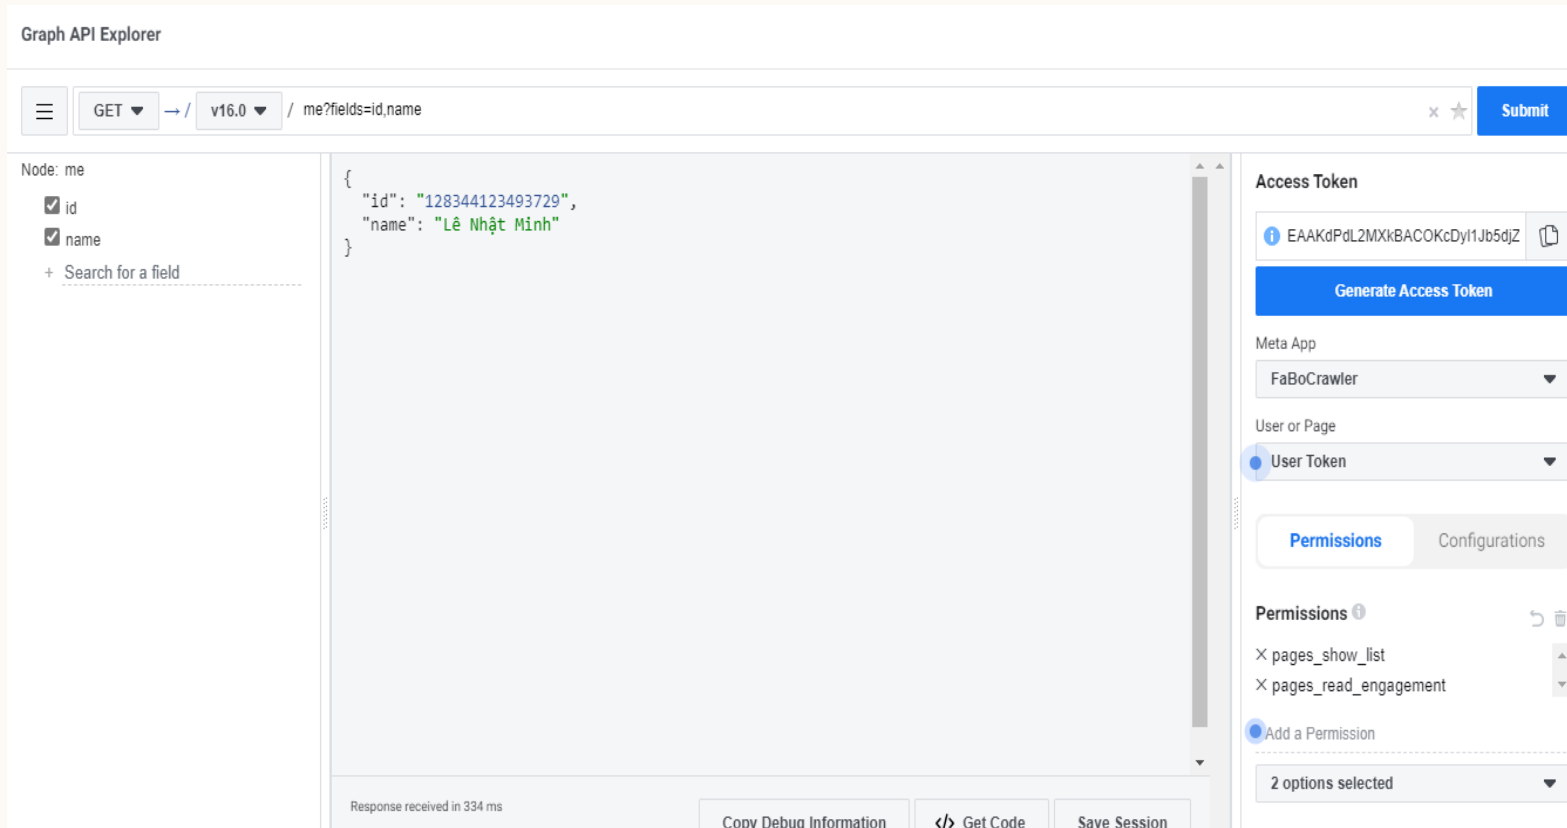 Graph API Explorer
GET → / v16.0 / me?fields=id,name
Submit
Node: me
id
name
+ Search for a field
{
"id": "128344123493729",
"name": "Lê Nhật Minh"
}
Response received in 334 ms
Copy Debug Information
</> Get Code
Save Session
Access Token
EAAKdPdL2MXkBACOKcDyI1Jb5djZ
Generate Access Token
Meta App
FaBoCrawler
User or Page
User Token
Permissions
Configurations
Permissions
pages_show_list
pages_read_engagement
Add a Permission
2 options selected